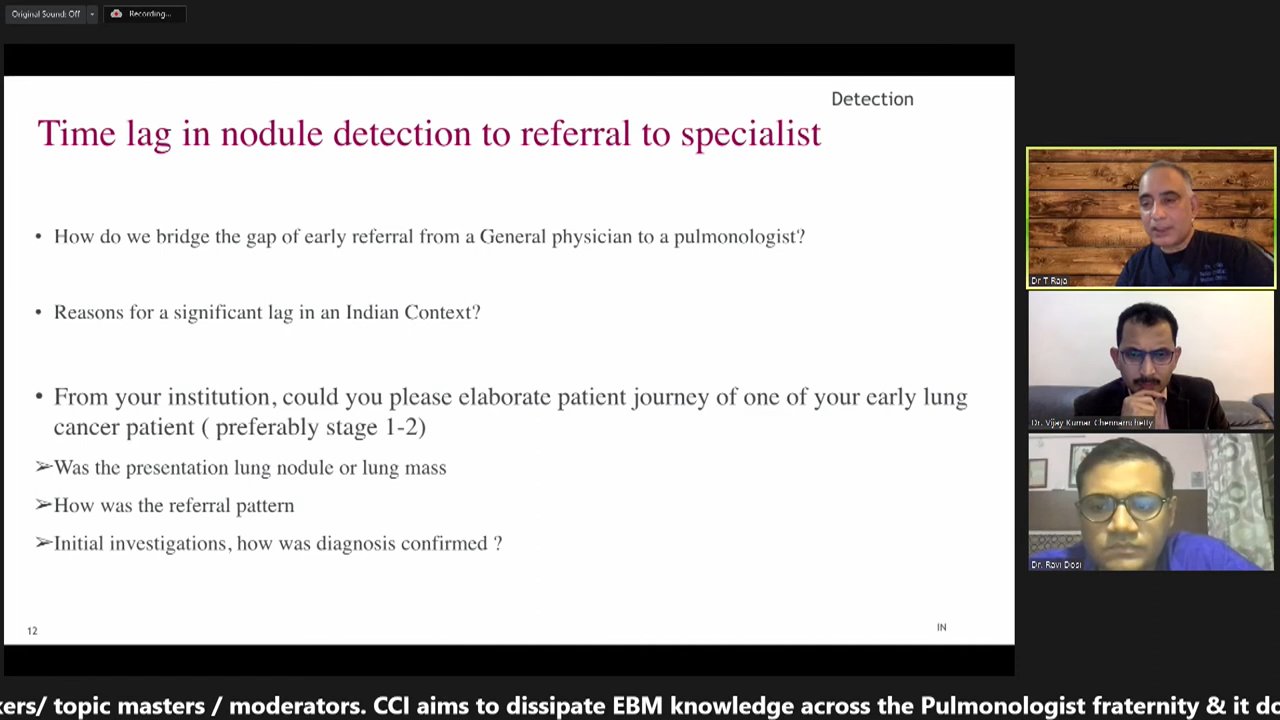 Original Sound: Off
Recording...
Detection
Time lag in nodule detection to referral to specialist
• How do we bridge the gap of early referral from a General physician to a pulmonologist?
• Reasons for a significant lag in an Indian Context?
• From your institution, could you please elaborate patient journey of one of your early lung
cancer patient ( preferably stage 1-2)
➢Was the presentation lung nodule or lung mass
➢How was the referral pattern
➢Initial investigations, how was diagnosis confirmed ?
12
IN
Dr T Raja
Dr. Vijay Kumar Chennamchetty
Dr. Ravi Dosi
kers/ topic masters / moderators. CCI aims to dissipate EBM knowledge across the Pulmonologist fraternity & it do